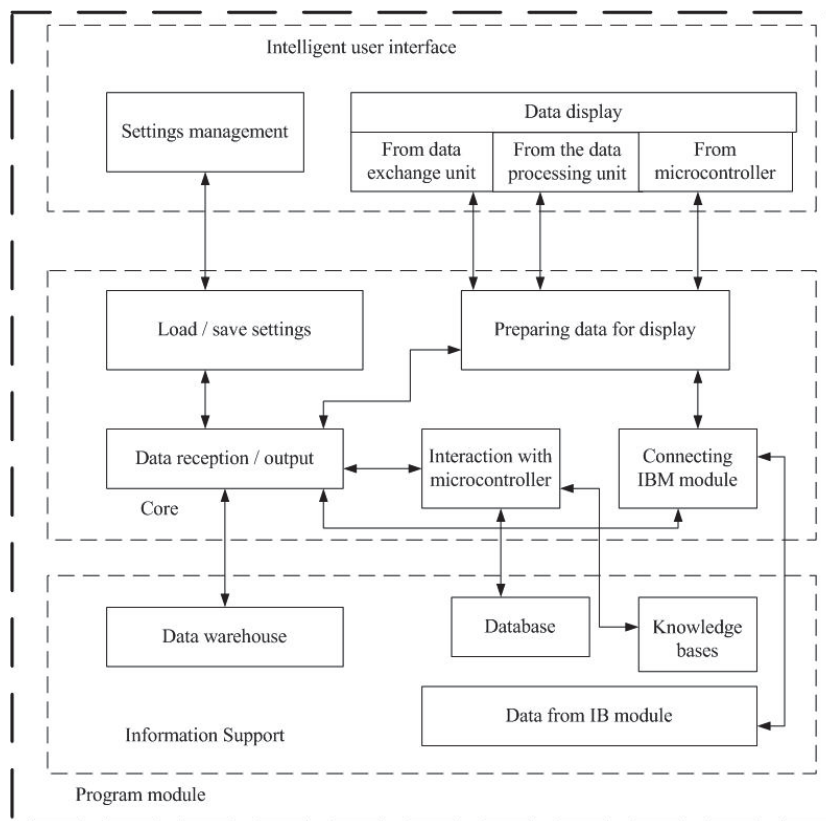 Intelligent user interface
Settings management
Data display
From data
exchange unit
From the data
processing unit
From
microcontroller
Load / save settings
Preparing data for display
Data reception / output
Interaction with
microcontroller
Connecting
IBM module
Core
Data warehouse
Database
Knowledge
bases
Data from IB module
Information Support
Program module